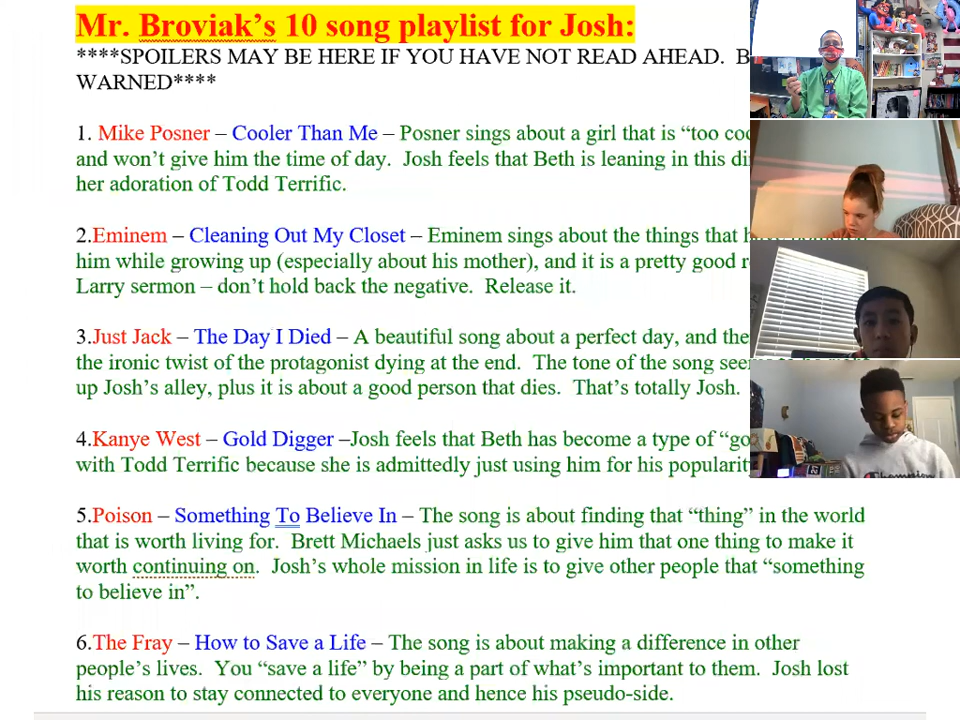 Mr. Broviak’s 10 song playlist for Josh:
****SPOILERS MAY BE HERE IF YOU HAVE NOT READ AHEAD. B
WARNED****
1. Mike Posner – Cooler Than Me – Posner sings about a girl that is “too coo
and won’t give him the time of day. Josh feels that Beth is leaning in this di
her adoration of Todd Terrific.
2.Eminem – Cleaning Out My Closet – Eminem sings about the things that
him while growing up (especially about his mother), and it is a pretty good r
Larry sermon – don’t hold back the negative. Release it.
3.Just Jack – The Day I Died – A beautiful song about a perfect day, and the
the ironic twist of the protagonist dying at the end. The tone of the song
up Josh’s alley, plus it is about a good person that dies. That’s totally Josh.
4.Kanye West – Gold Digger –Josh feels that Beth has become a type of “go
with Todd Terrific because she is admittedly just using him for his popularit
5.Poison – Something To Believe In – The song is about finding that “thing” in the world
that is worth living for. Brett Michaels just asks us to give him that one thing to make it
worth continuing on. Josh’s whole mission in life is to give other people that “something
to believe in”.
6.The Fray – How to Save a Life – The song is about making a difference in other
people’s lives. You “save a life” by being a part of what’s important to them. Josh lost
his reason to stay connected to everyone and hence his pseudo-side.
Champion